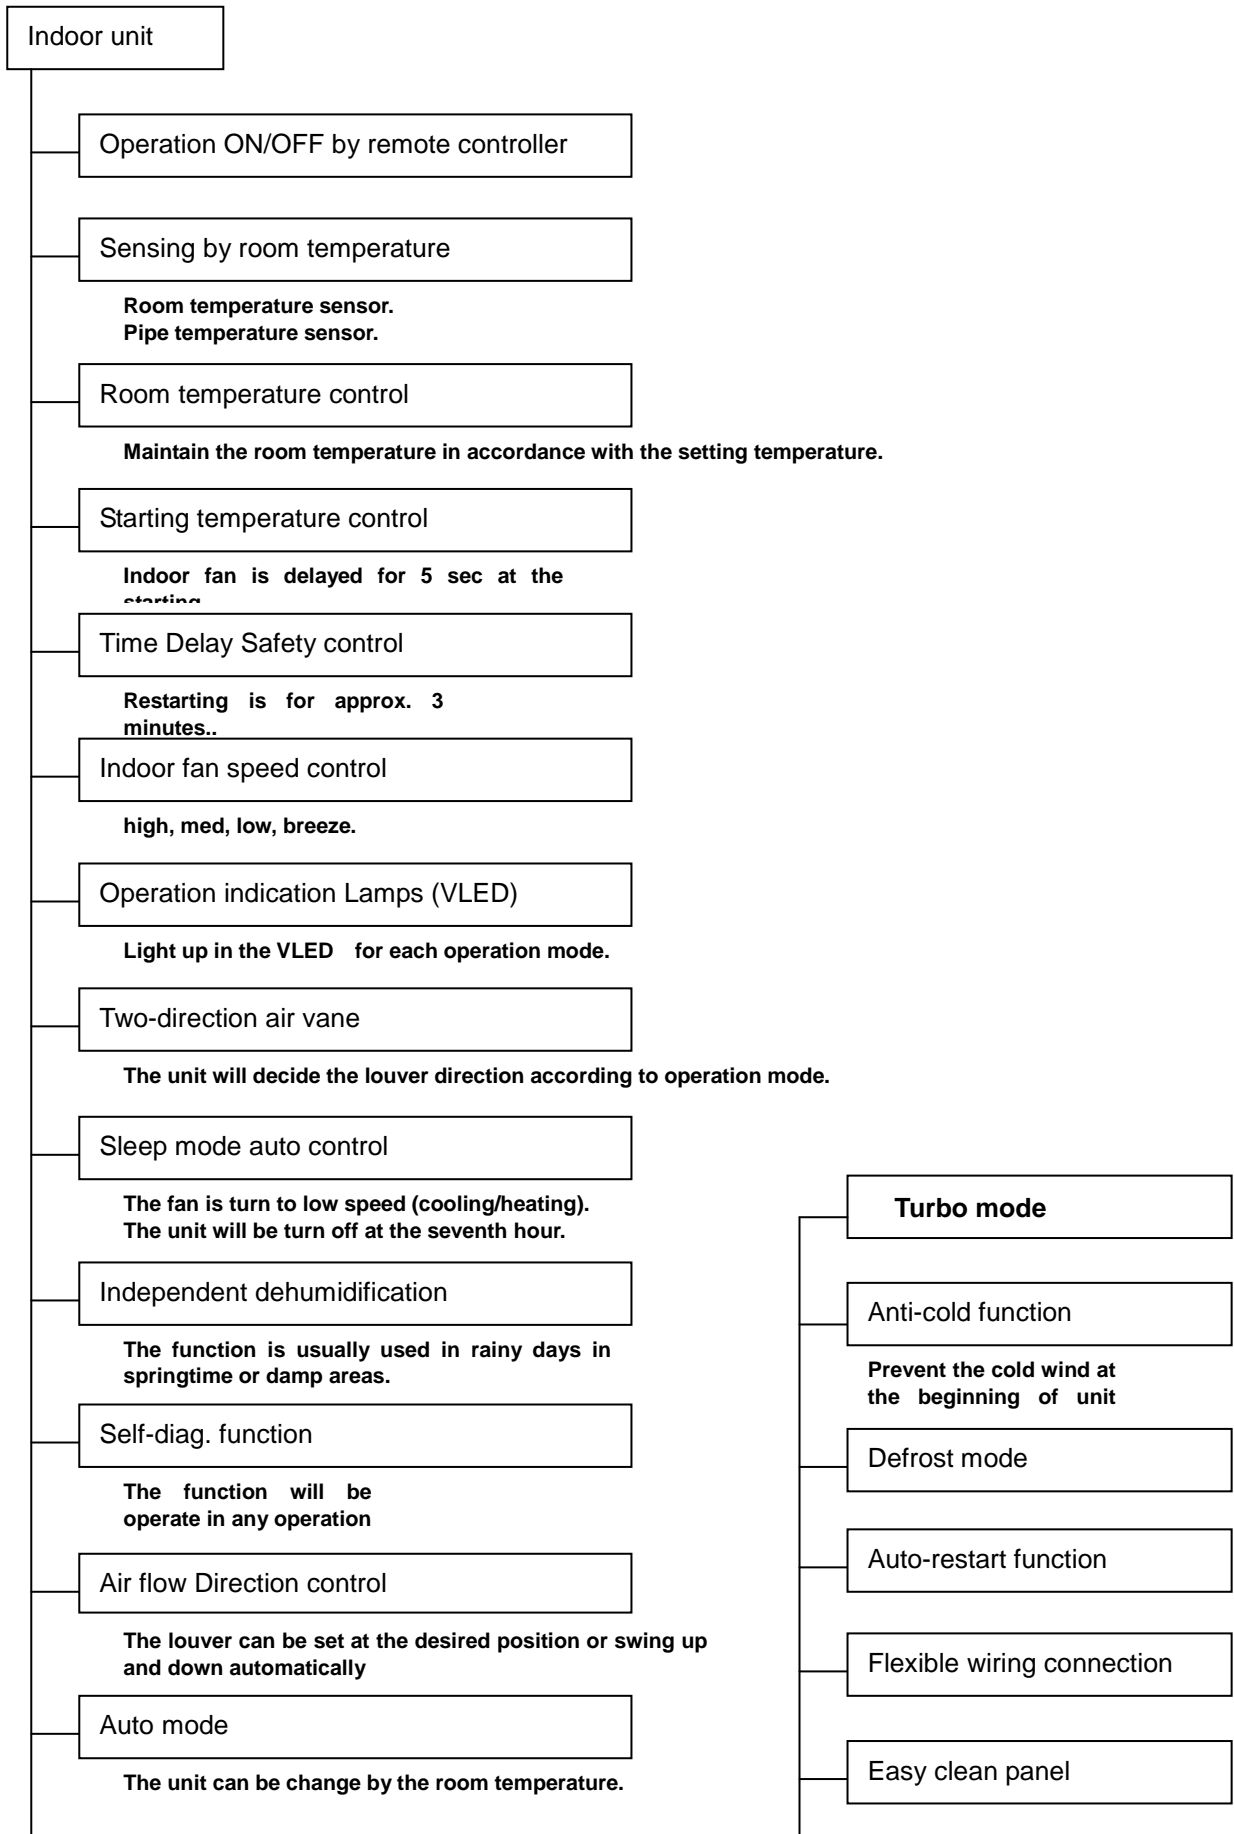 Indoor unit
Operation ON/OFF by remote controller
Sensing by room temperature
Room temperature sensor.
Pipe temperature sensor.
Room temperature control
Maintain the room temperature in accordance with the setting temperature.
Starting temperature control
Indoor fan is delayed for 5 sec at the
starting
Time Delay Safety control
Restarting is for approx. 3
minutes..
Indoor fan speed control
high, med, low, breeze.
Operation indication Lamps (VLED)
Light up in the VLED for each operation mode.
Two-direction air vane
The unit will decide the louver direction according to operation mode.
Sleep mode auto control
The fan is turn to low speed (cooling/heating).
The unit will be turn off at the seventh hour.
Independent dehumidification
The function is usually used in rainy days in
springtime or damp areas.
Self-diag. function
The function will be
operate in any operation
Air flow Direction control
The louver can be set at the desired position or swing up
and down automatically
Auto mode
The unit can be change by the room temperature.
Turbo mode
Anti-cold function
Prevent the cold wind at
the beginning of unit
Defrost mode
Auto-restart function
Flexible wiring connection
Easy clean panel